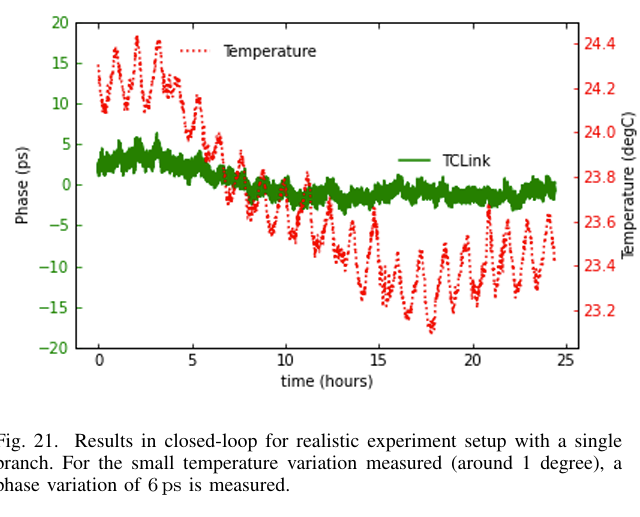 20
15
10
5
0
−5
−10
−15
−20
Phase (ps)
Temperature
TCLink
24.4
24.2
24.0
23.8
23.6
23.4
23.2
Temperature (degC)
0 5 10 15 20 25
time (hours)
Fig. 21. Results in closed-loop for realistic experiment setup with a single
branch. For the small temperature variation measured (around 1 degree), a
phase variation of 6 ps is measured.